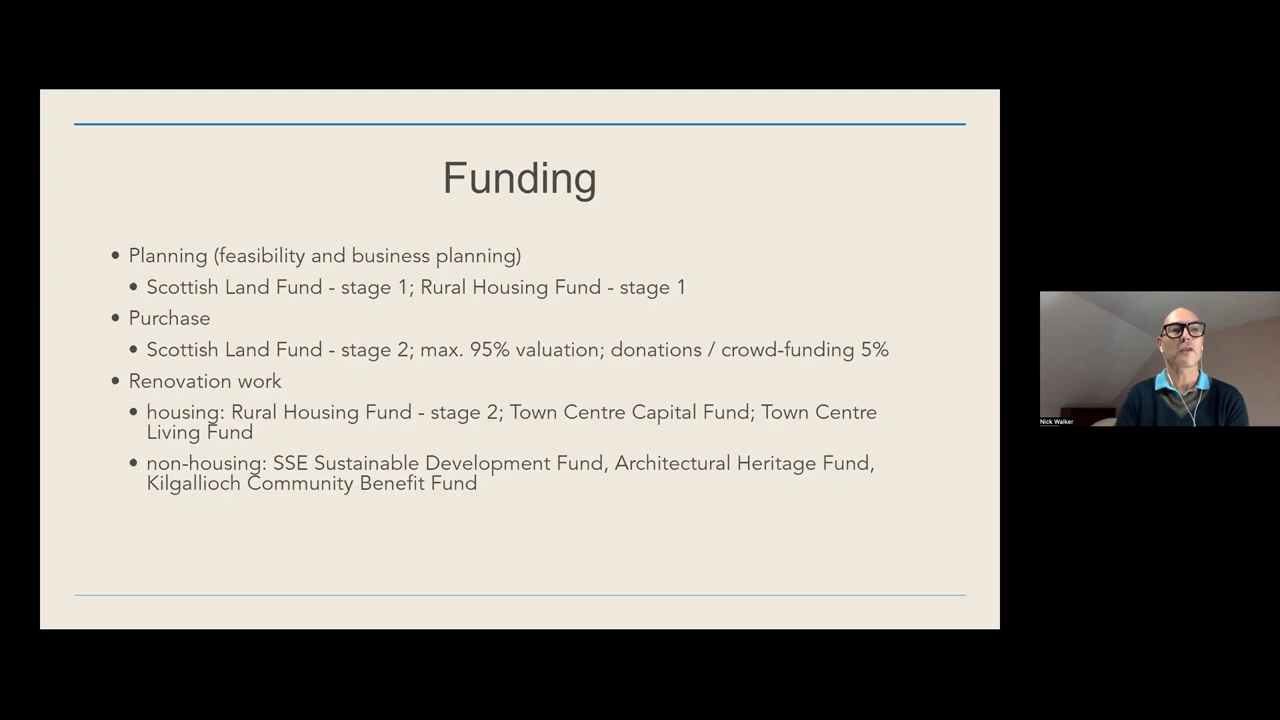 Funding
• Planning (feasibility and business planning)
• Scottish Land Fund - stage 1; Rural Housing Fund - stage 1
• Purchase
• Scottish Land Fund - stage 2; max. 95% valuation; donations / crowd-funding 5%
• Renovation work
• housing: Rural Housing Fund - stage 2; Town Centre Capital Fund; Town Centre
Living Fund
• non-housing: SSE Sustainable Development Fund, Architectural Heritage Fund,
Kilgallioch Community Benefit Fund
Nick Walker